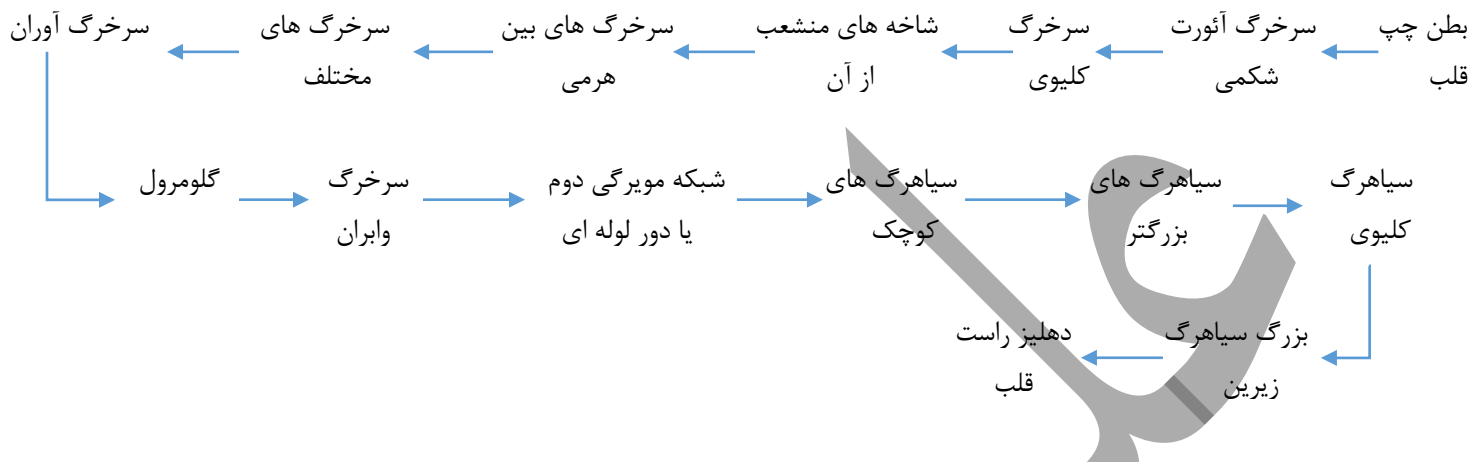 بطن چپ
قلب
سرخرگ آئورت
شکمی
سرخرگ
کلیوی
شاخه های منشعب
از آن
سرخرگ های بین
هرمی
سرخرگ های
مختلف
سرخرگ آوران
گلومرول
سرخرگ
وابران
شبکه مویرگی دوم
یا دور لوله ای
سیاهرگ های
کوچک
سیاهرگ های
بزرگتر
سیاهرگ
کلیوی
بزرگ سیاهرگ
زیرین
دهلیز راست
قلب